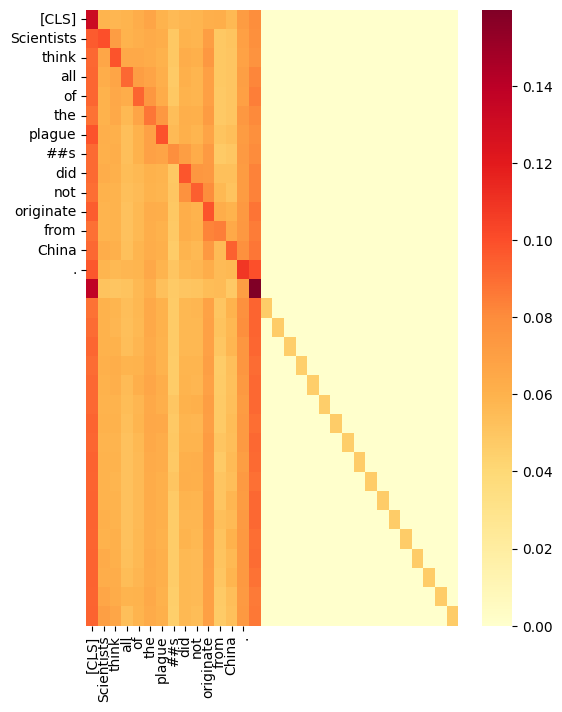 [CLS]
Scientists
think
all
of
the
plague
##s
did
not
originate
from
China
.
0.14
0.12
0.10
0.08
0.06
0.04
0.02
0.00
[CLS]
Scientists
think
all
of
the
plague
##s
did
not
originate
from
China
.